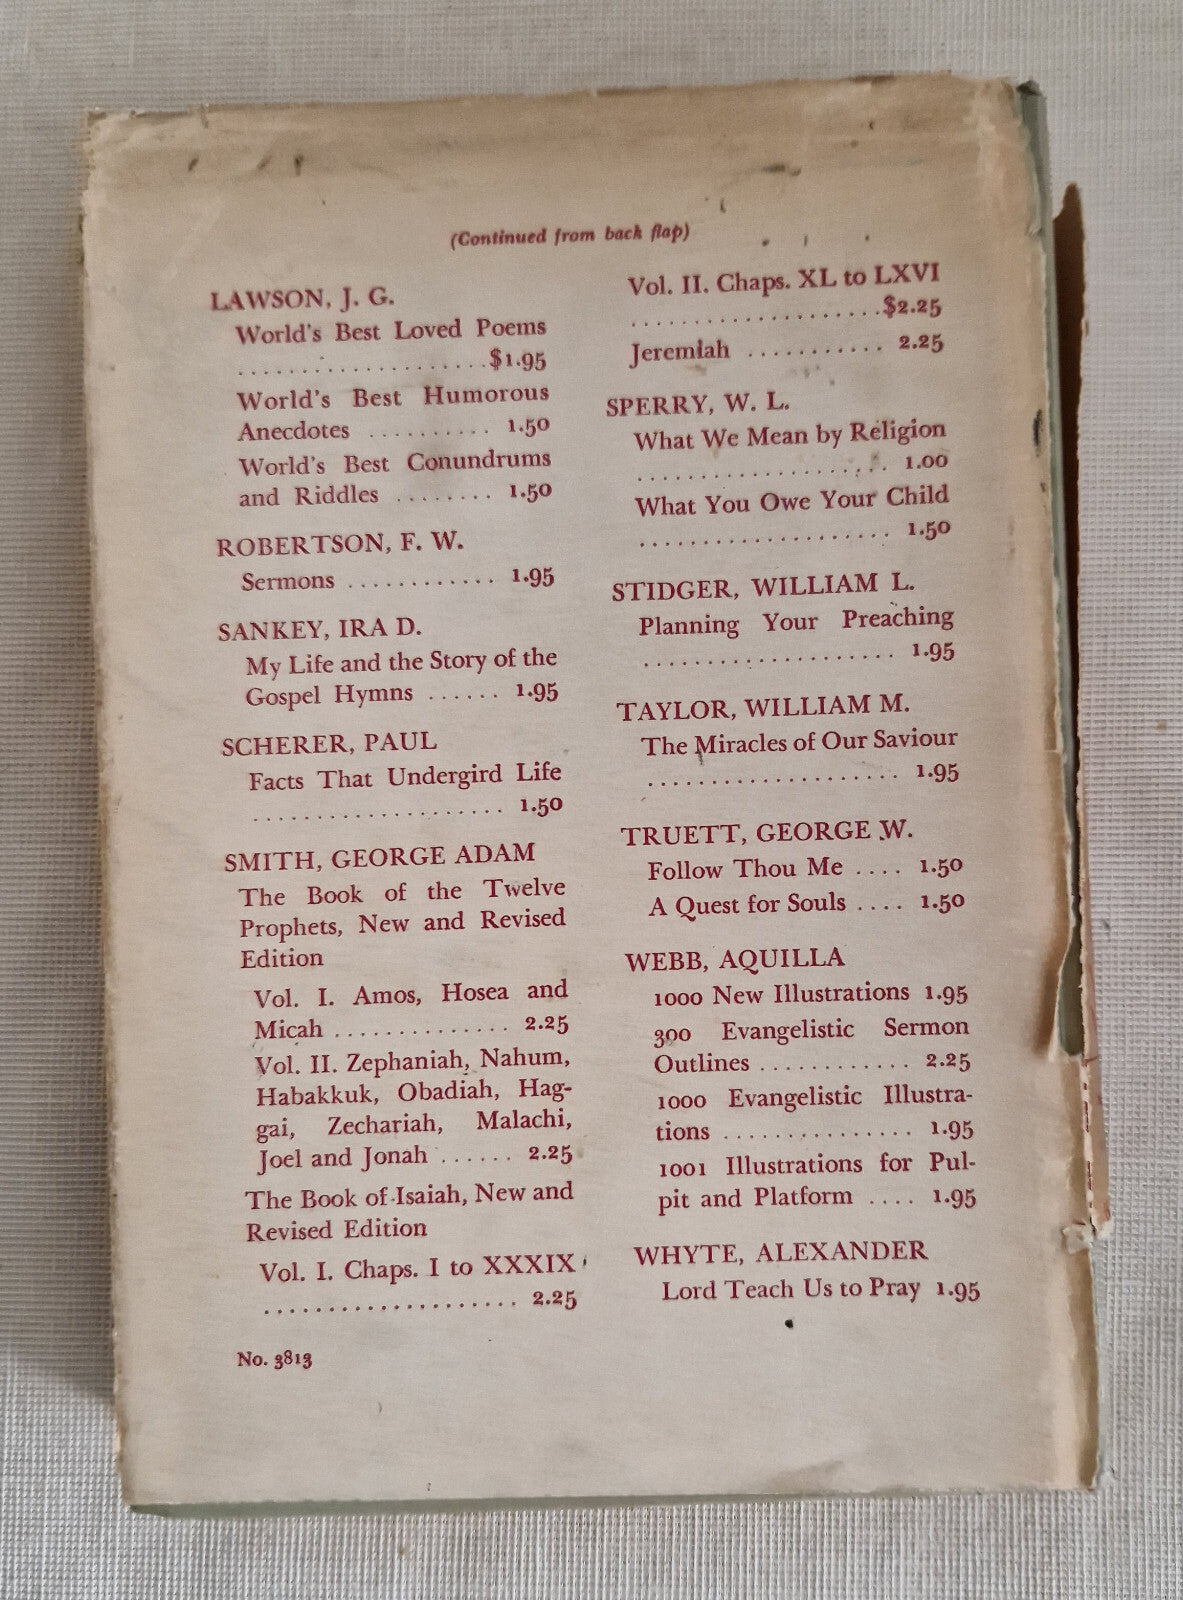 (Continued from back flap)
LAWSON, J. G.
World's Best Loved Poems
.....................$1.95
World's Best Humorous
Anecdotes .......... 1.50
World's Best Conundrums
and Riddles ........ 1.50
ROBERTSON, F. W.
Sermons ............ 1.95
SANKEY, IRA D.
My Life and the Story of the
Gospel Hymns ...... 1.95
SCHERER, PAUL
Facts That Undergird Life
.................... 1.50
SMITH, GEORGE ADAM
The Book of the Twelve
Prophets, New and Revised
Edition
Vol. I. Amos, Hosea and
Micah .............. 2.25
Vol. II. Zephaniah, Nahum,
Habakkuk, Obadiah, Hag-
gai, Zechariah, Malachi,
Joel and Jonah ...... 2.25
The Book of Isaiah, New and
Revised Edition
Vol. I. Chaps. I to XXXIX
.................... 2.25
No. 3813
Vol. II. Chaps. XL to LXVI
....................$2.25
Jeremiah ........... 2.25
SPERRY, W. L.
What We Mean by Religion
.................... 1.00
What You Owe Your Child
.................... 1.50
STIDGER, WILLIAM L.
Planning Your Preaching
.................... 1.95
TAYLOR, WILLIAM M.
The Miracles of Our Saviour
.................... 1.95
TRUETT, GEORGE W.
Follow Thou Me .... 1.50
A Quest for Souls .... 1.50
WEBB, AQUILLA
1000 New Illustrations 1.95
300 Evangelistic Sermon
Outlines ............ 2.25
1000 Evangelistic Illustra-
tions ............... 1.95
1001 Illustrations for Pul-
pit and Platform .... 1.95
WHYTE, ALEXANDER
Lord Teach Us to Pray 1.95